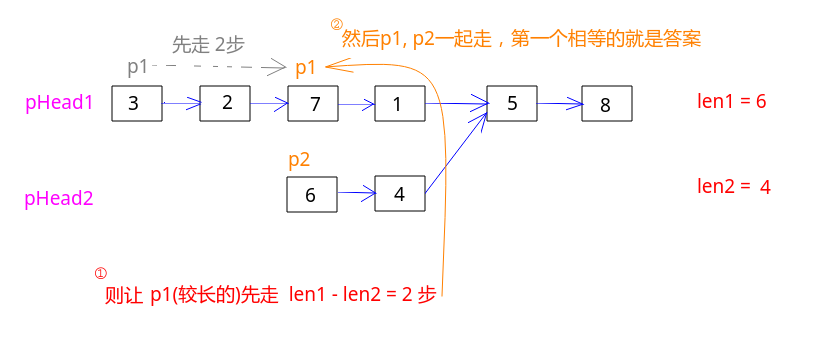 ②然后p1, p2一起走，第一个相等的就是答案
先走 2步
p1
p1
pHead1
3
2
7
1
5
8
len1 = 6
p2
pHead2
6
4
len2 = 4
①
则让 p1(较长的)先走 len1 - len2 = 2 步